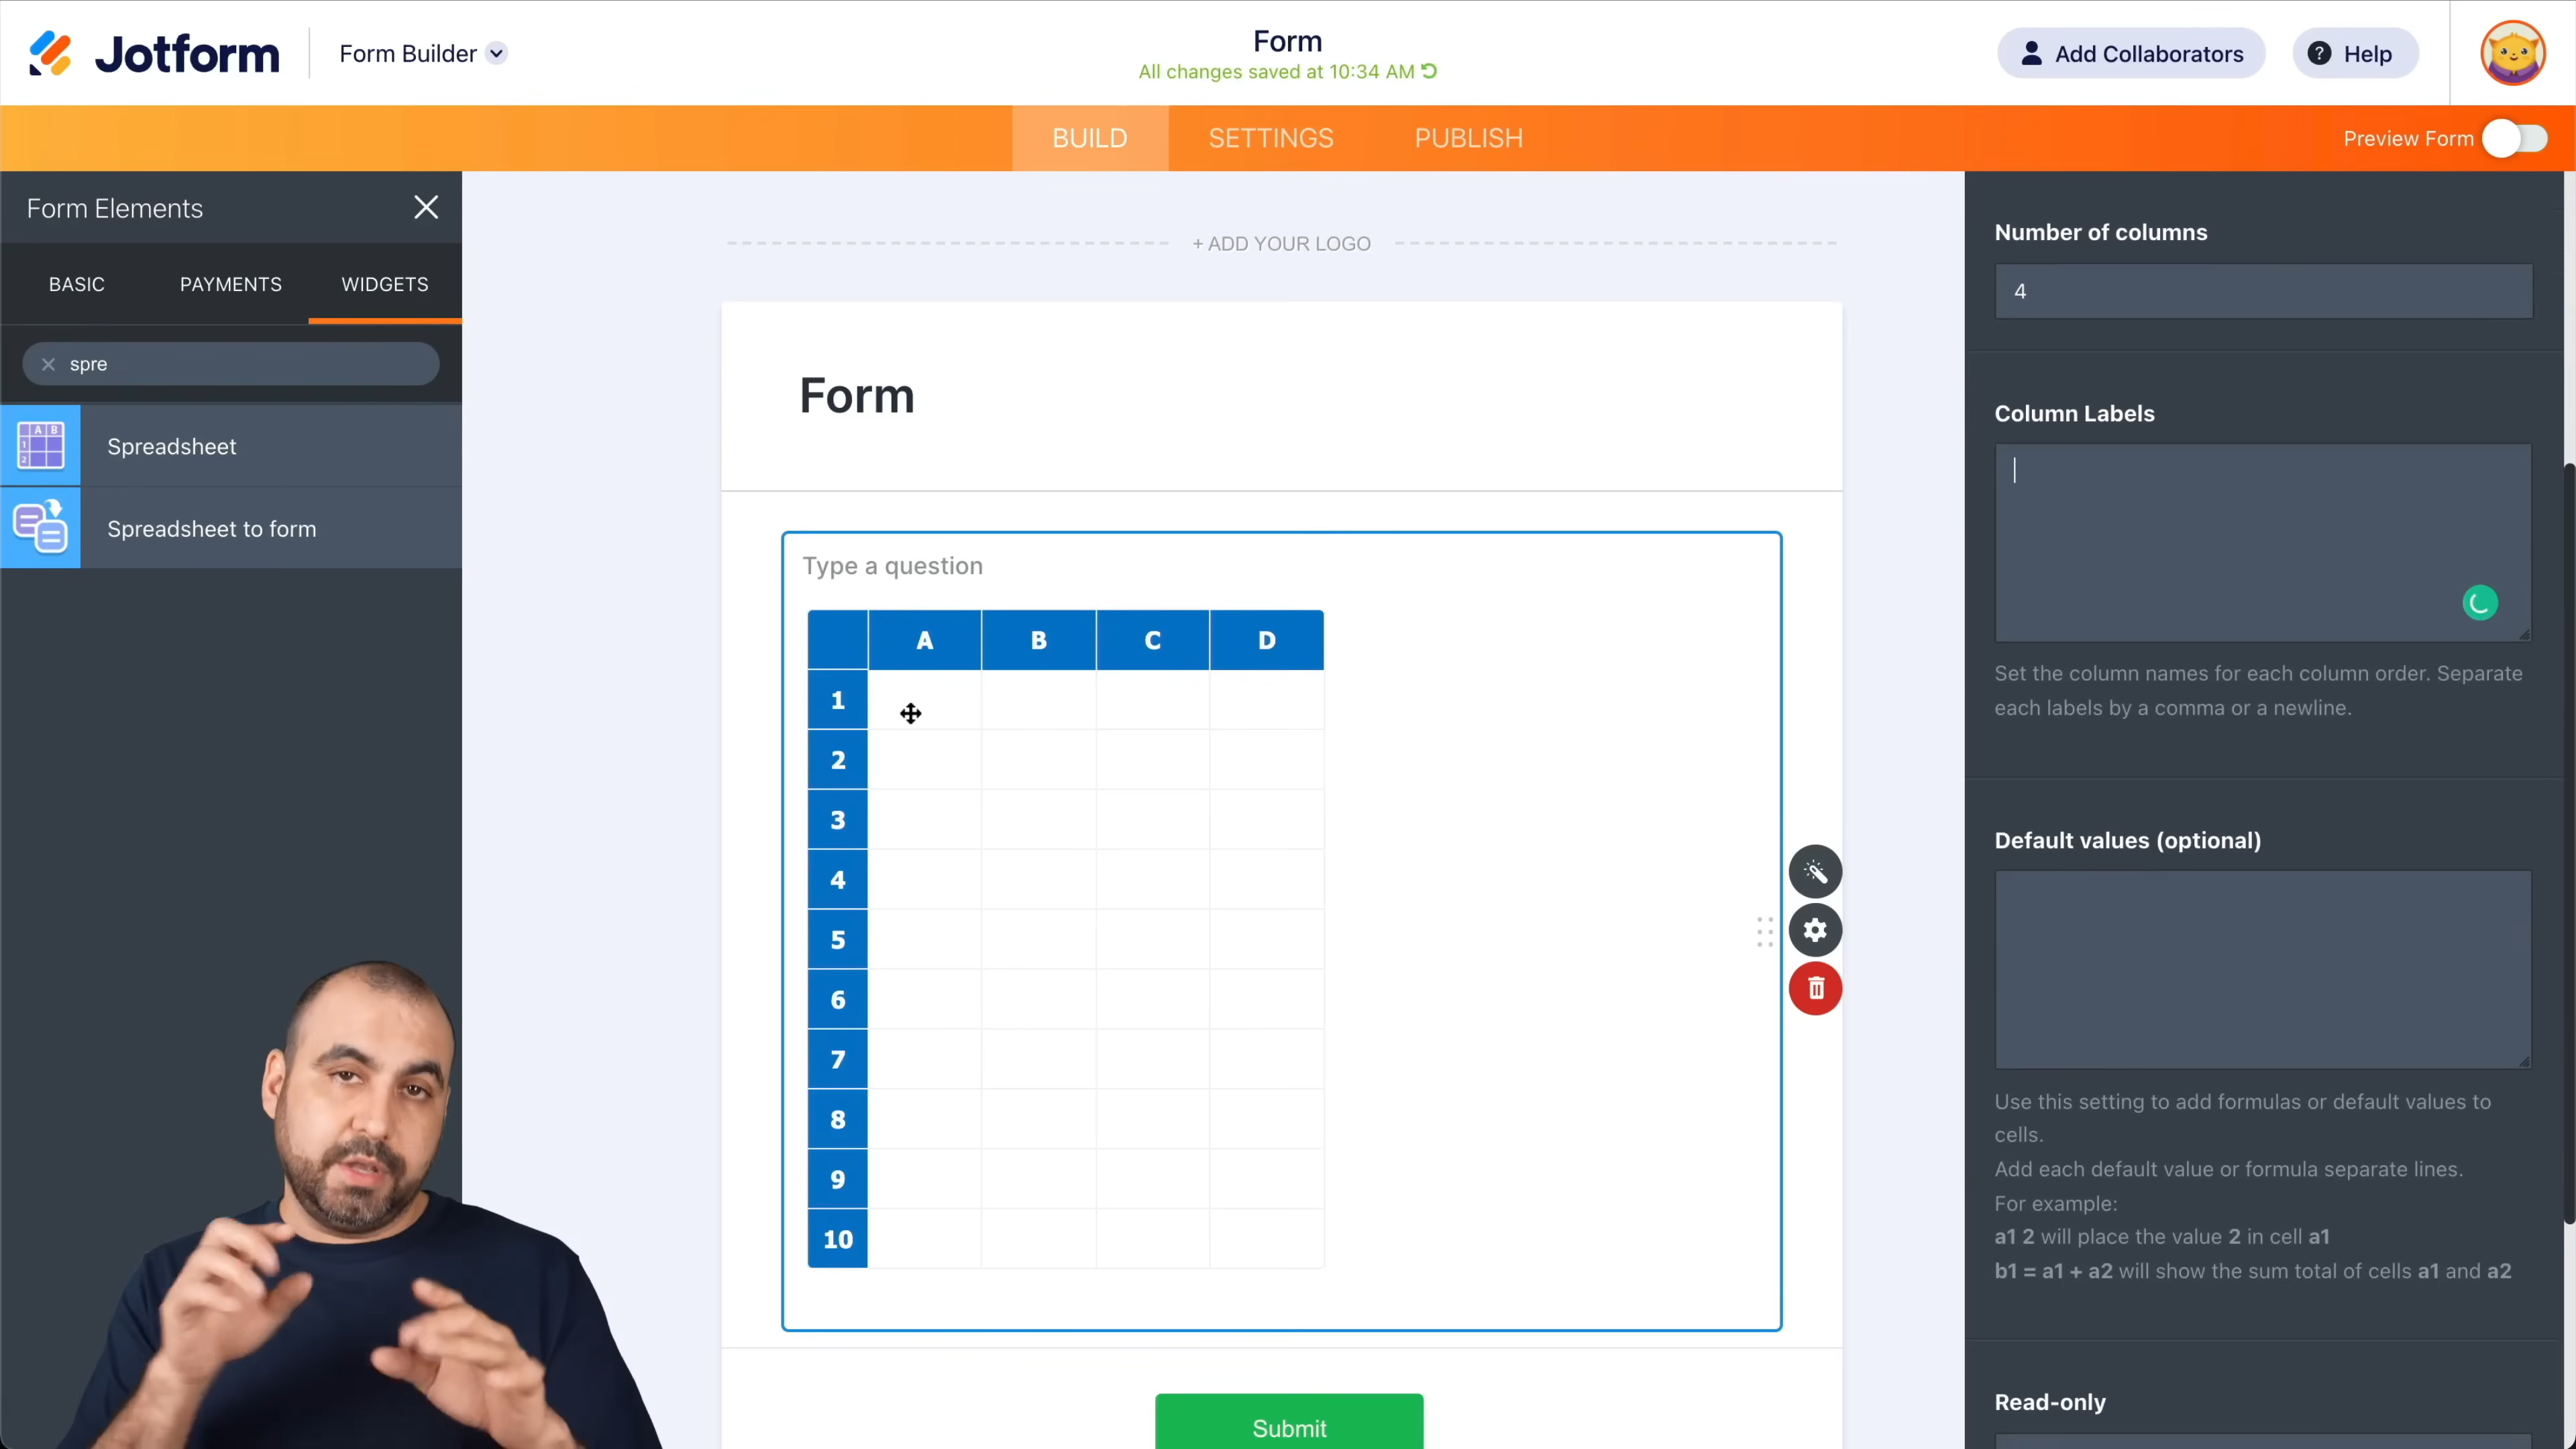 Jotform
Form Builder
Form
All changes saved at 10:34 AM
Add Collaborators
? Help
BUILD
SETTINGS
PUBLISH
Preview Form
Form Elements
BASIC
PAYMENTS
WIDGETS
spre
A B
1
2
Spreadsheet
Spreadsheet to form
+ ADD YOUR LOGO
Form
Type a question
A B C D
1
2
3
4
5
6
7
8
9
10
Submit
Number of columns
4
Column Labels
Set the column names for each column order. Separate
each labels by a comma or a newline.
Default values (optional)
Use this setting to add formulas or default values to
cells.
Add each default value or formula separate lines.
For example:
a1 2 will place the value 2 in cell a1
b1 = a1 + a2 will show the sum total of cells a1 and a2
Read-only